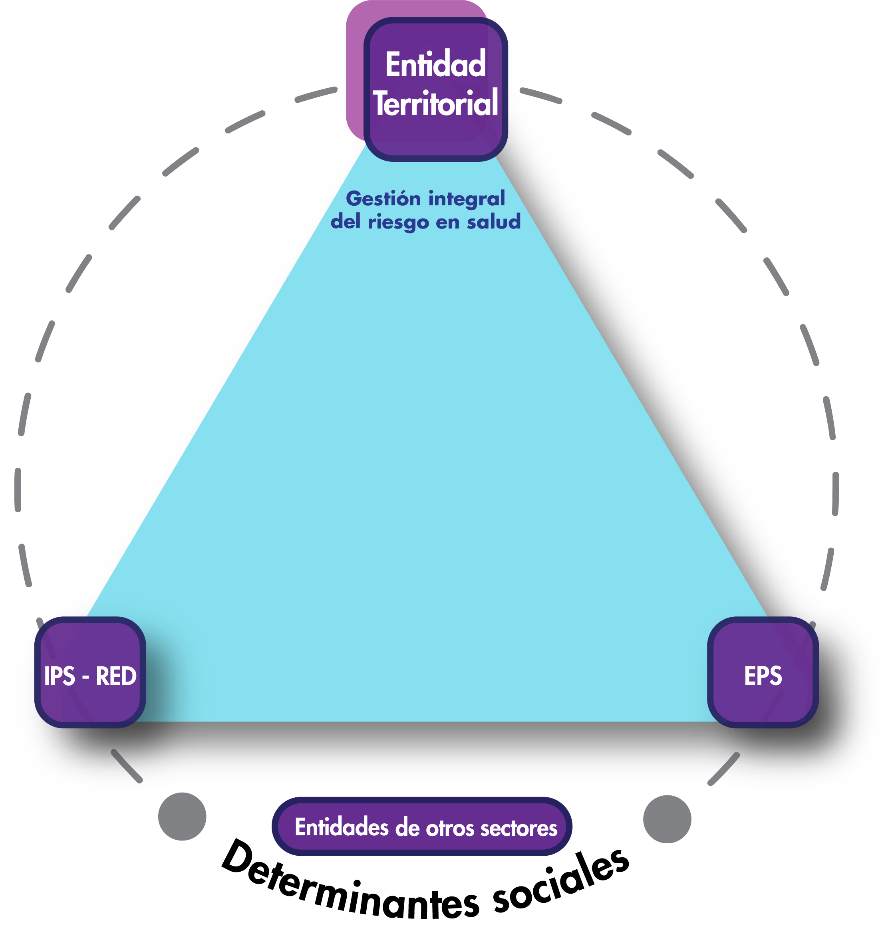 Entidad
Territorial
Gestión integral
del riesgo en salud
IPS - RED
EPS
Entidades de otros sectores
Determinantes sociales